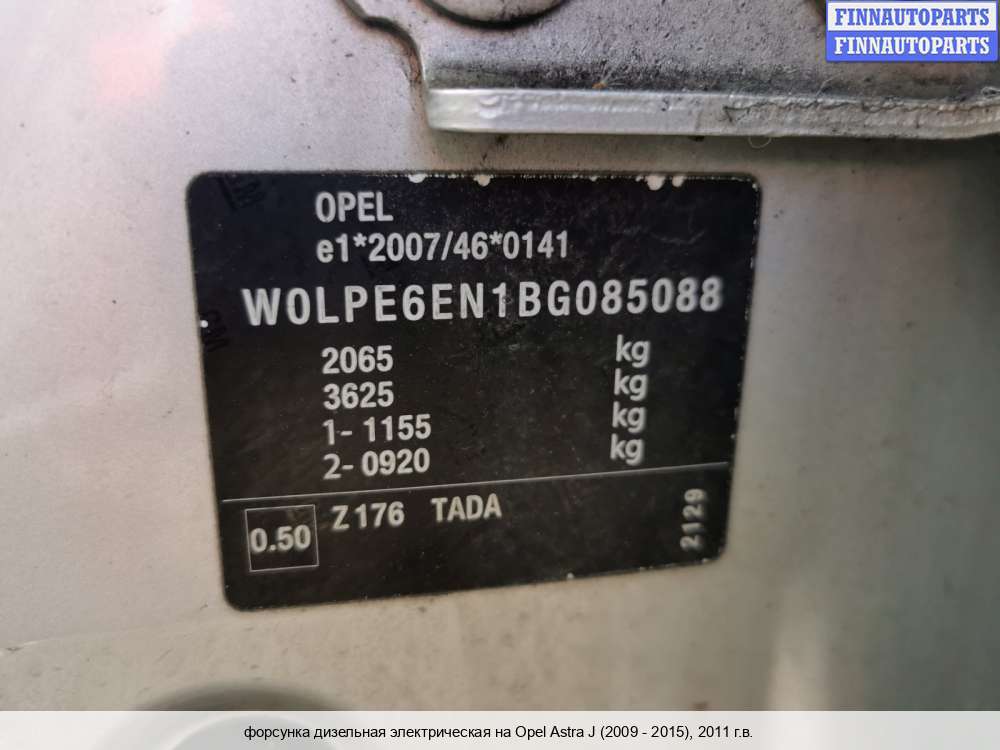 FINNAUTOPARTS
FINNAUTOPARTS
OPEL
e1*2007/46*0141
W0LPE6EN1BG085088
2065 kg
3625 kg
1- 1155 kg
2- 0920 kg
0.50 Z176 TADA
2129
форсунка дизельная электрическая на Opel Astra J (2009 - 2015), 2011 г.в.